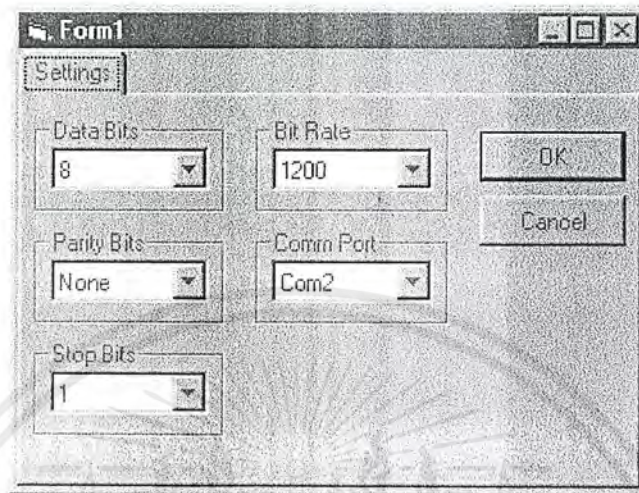 Form1
Settings
Data Bits
Bit Rate
8
1200
OK
Cancel
Parity Bits
Comm Port
None
Com2
Stop Bits
1